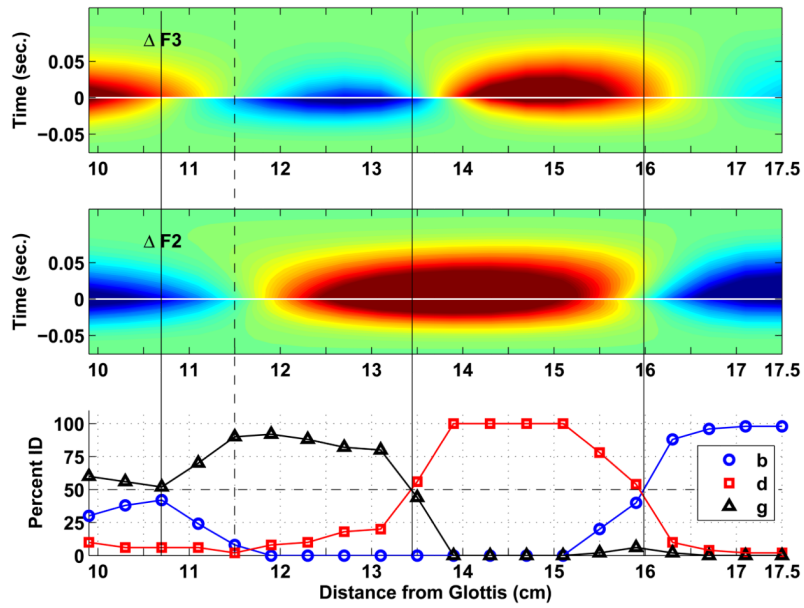 Δ F3
Time (sec.)
0.05
0
−0.05
10 11 12 13 14 15 16 17 17.5
Δ F2
Time (sec.)
0.05
0
−0.05
10 11 12 13 14 15 16 17 17.5
Percent ID
100
75
50
25
0
b
d
g
10 11 12 13 14 15 16 17 17.5
Distance from Glottis (cm)